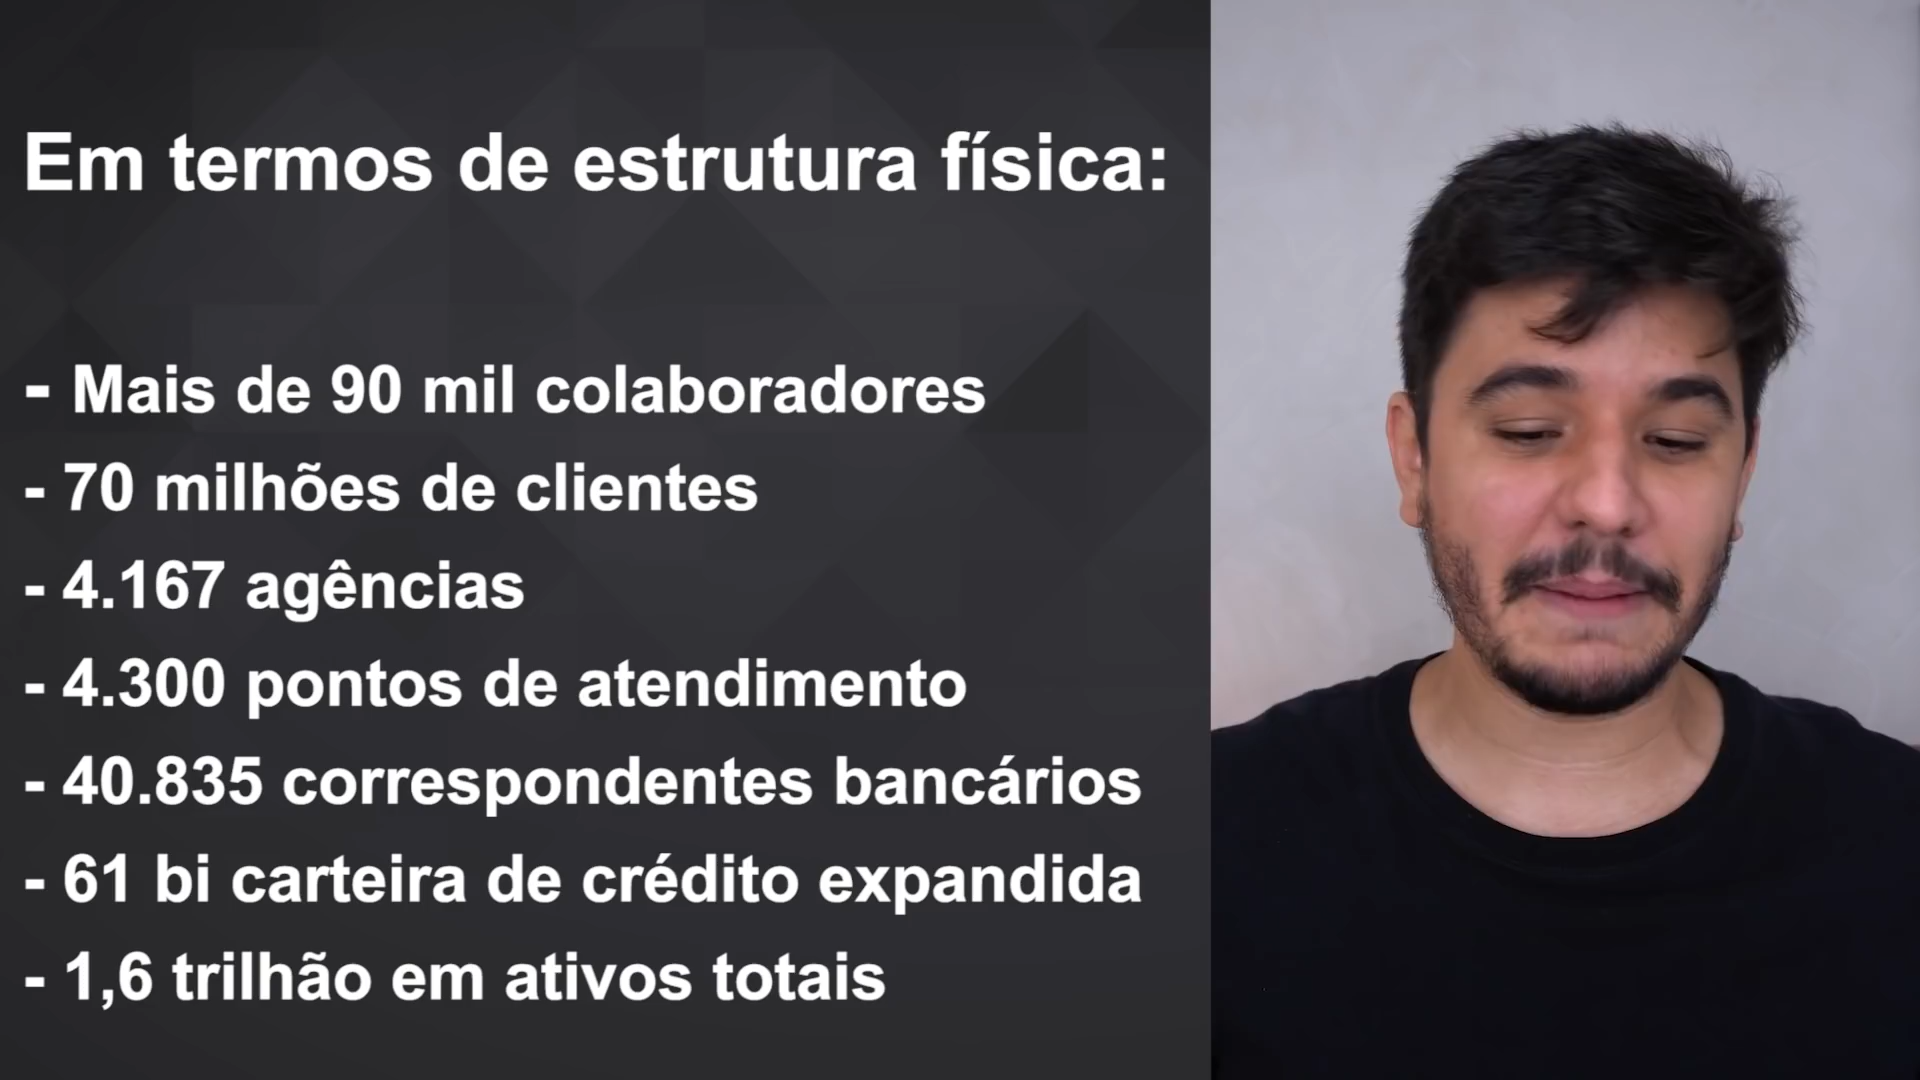 Em termos de estrutura física:
- Mais de 90 mil colaboradores
- 70 milhões de clientes
- 4.167 agências
- 4.300 pontos de atendimento
- 40.835 correspondentes bancários
- 61 bi carteira de crédito expandida
- 1,6 trilhão em ativos totais